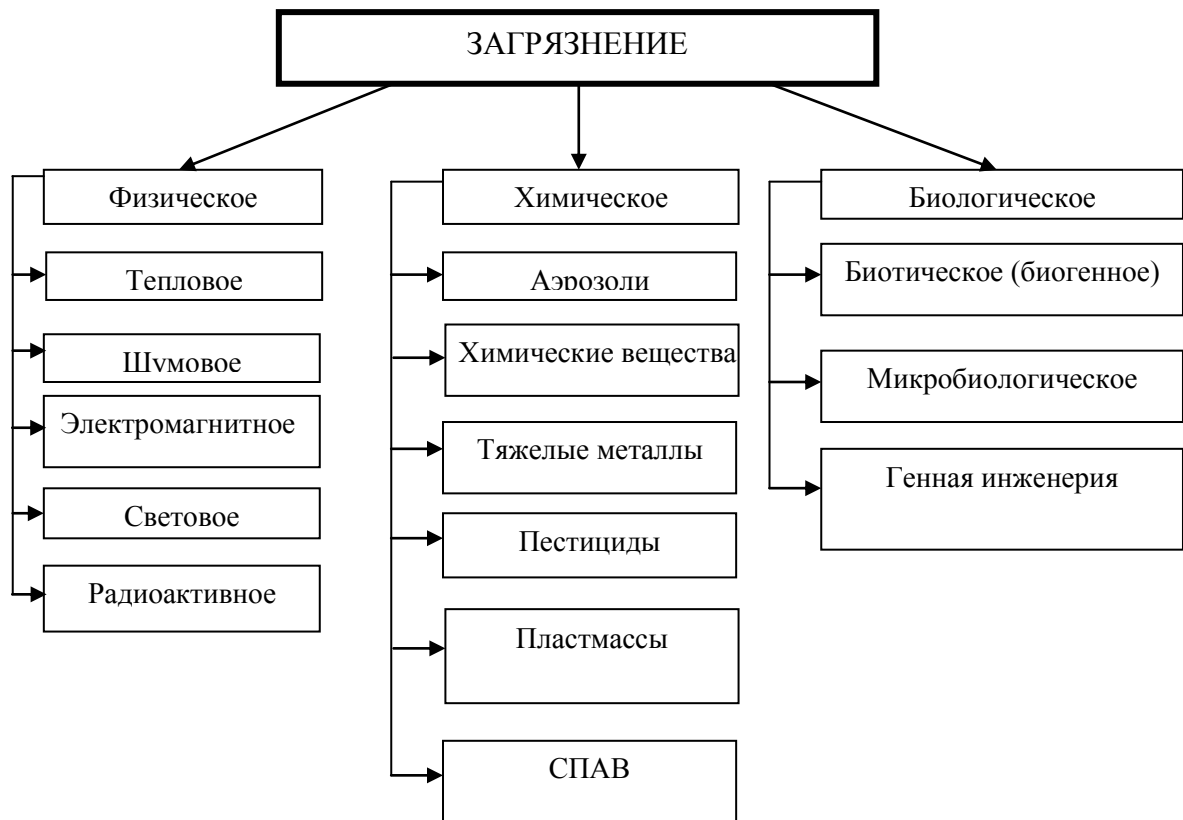 ЗАГРЯЗНЕНИЕ
Физическое
Тепловое
Шумовое
Электромагнитное
Световое
Радиоактивное
Химическое
Аэрозоли
Химические вещества
Тяжелые металлы
Пестициды
Пластмассы
СПАВ
Биологическое
Биотическое (биогенное)
Микробиологическое
Генная инженерия